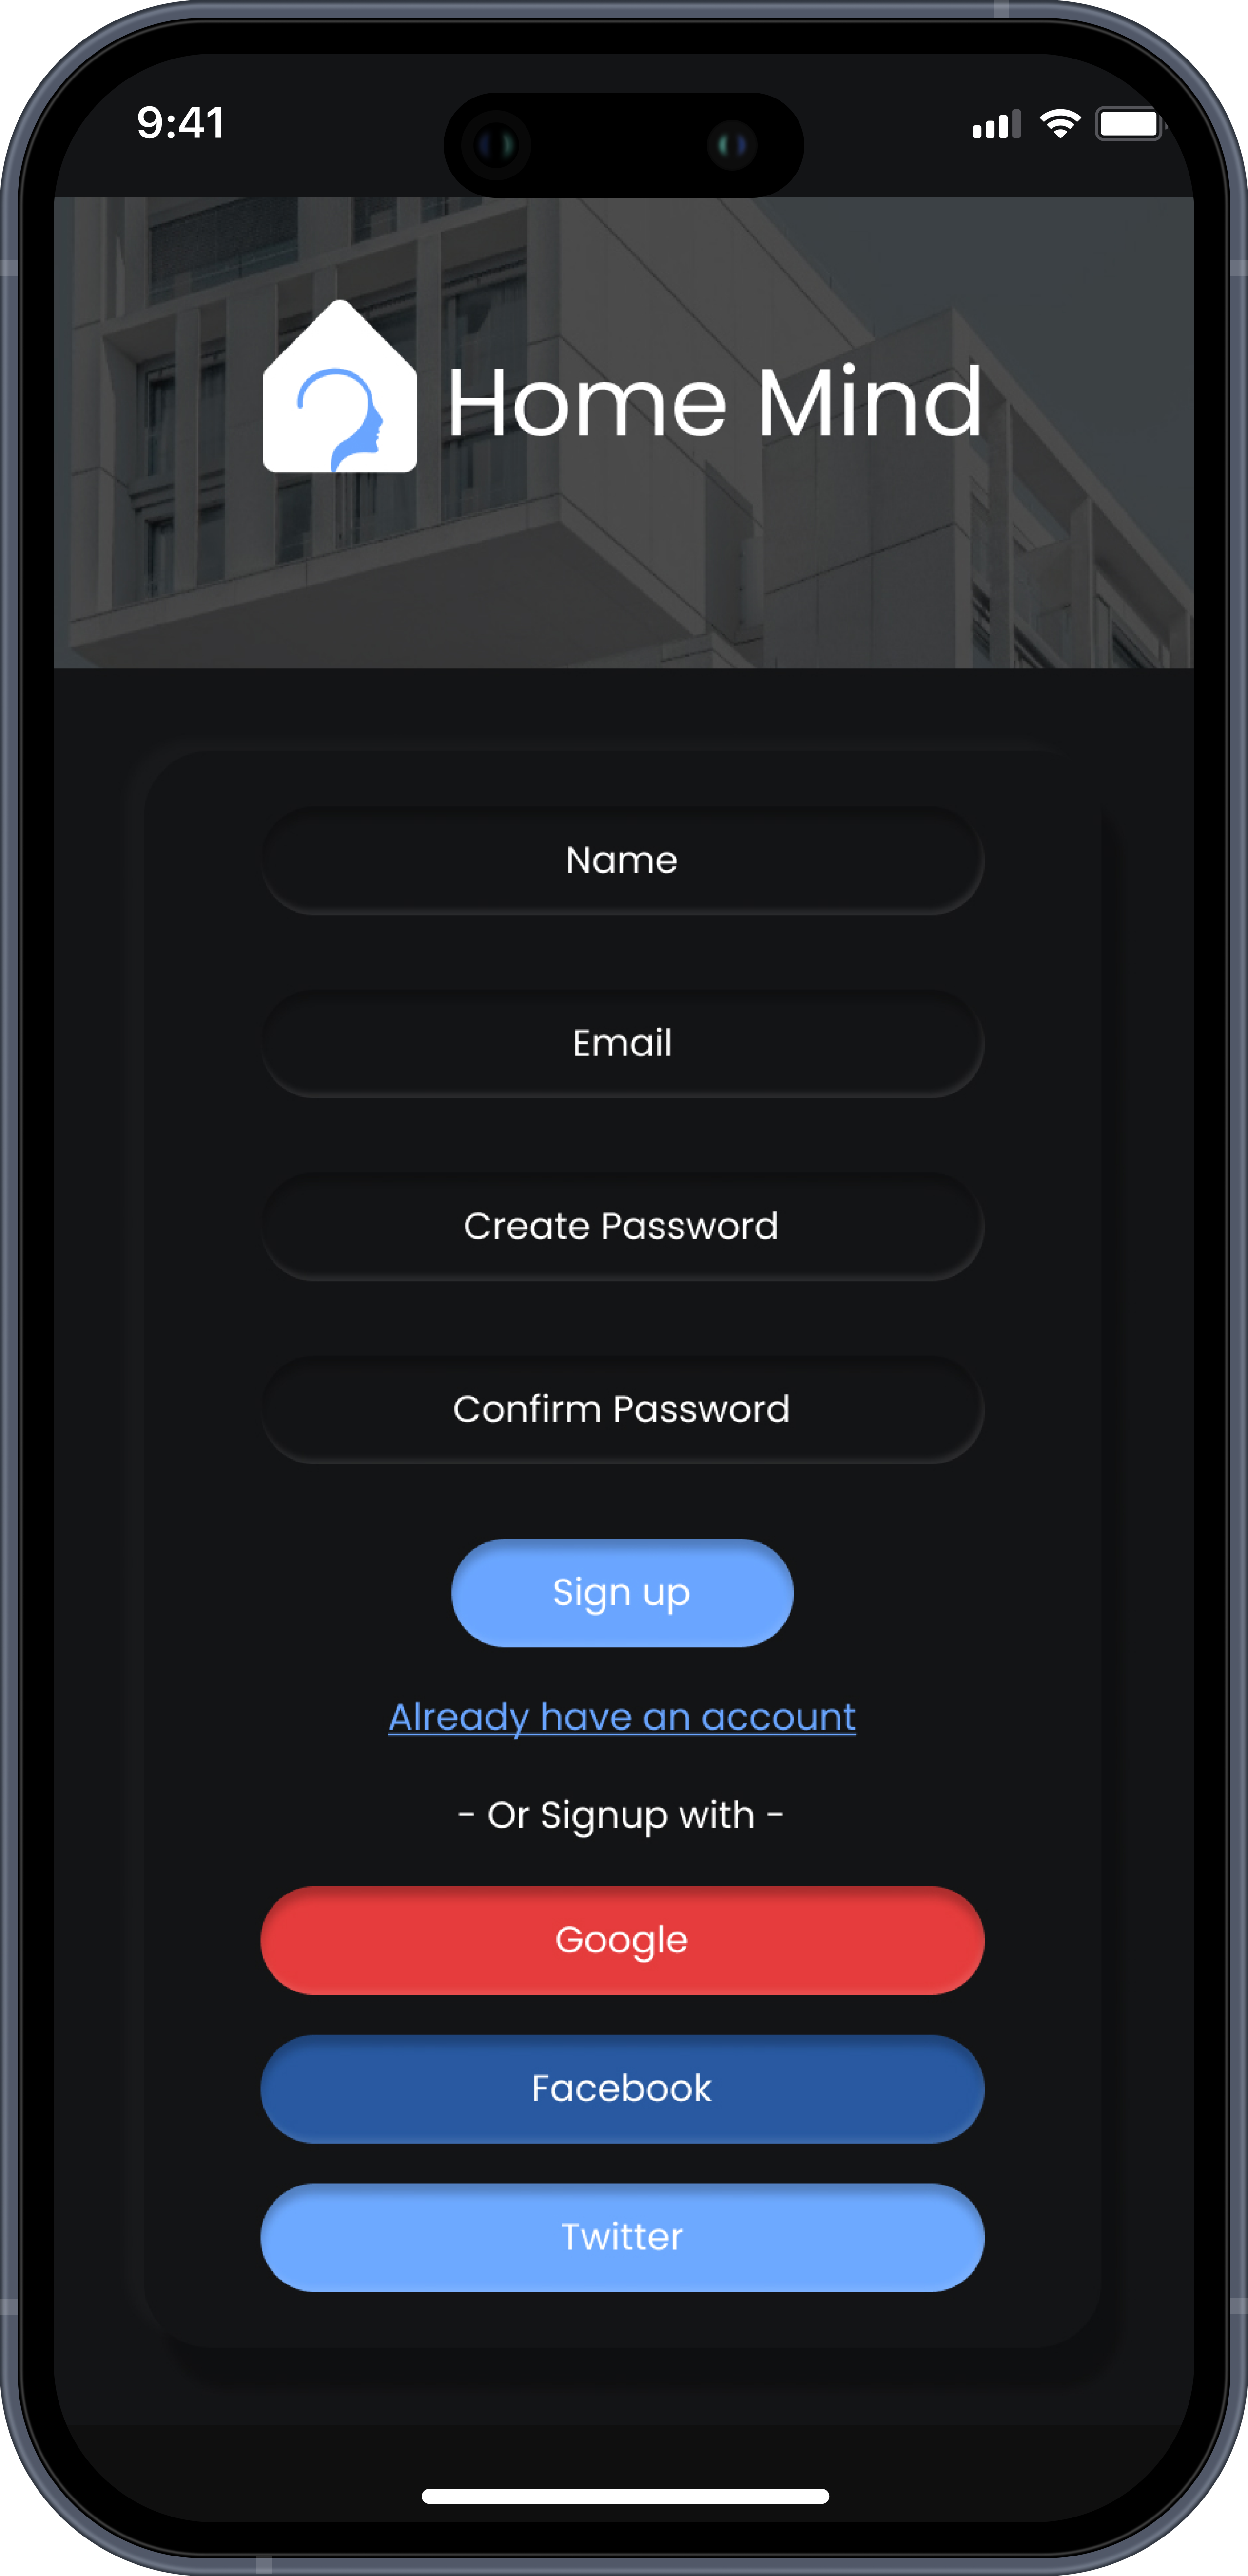 9:41
Home Mind
Name
Email
Create Password
Confirm Password
Sign up
Already have an account
- Or Signup with -
Google
Facebook
Twitter